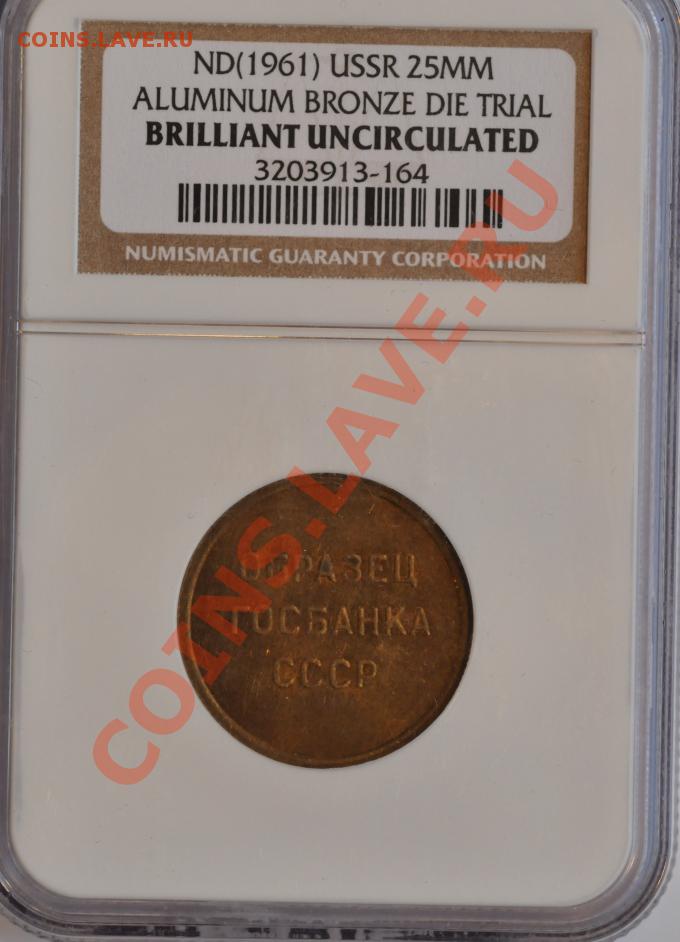 COINS.LAVE.RU
ND(1961) USSR 25MM
ALUMINUM BRONZE DIE TRIAL
BRILLIANT UNCIRCULATED
3203913-164
NUMISMATIC GUARANTY CORPORATION
COINS.LAVE.RU
ОБРАЗЕЦ
ГОСБАНКА
СССР